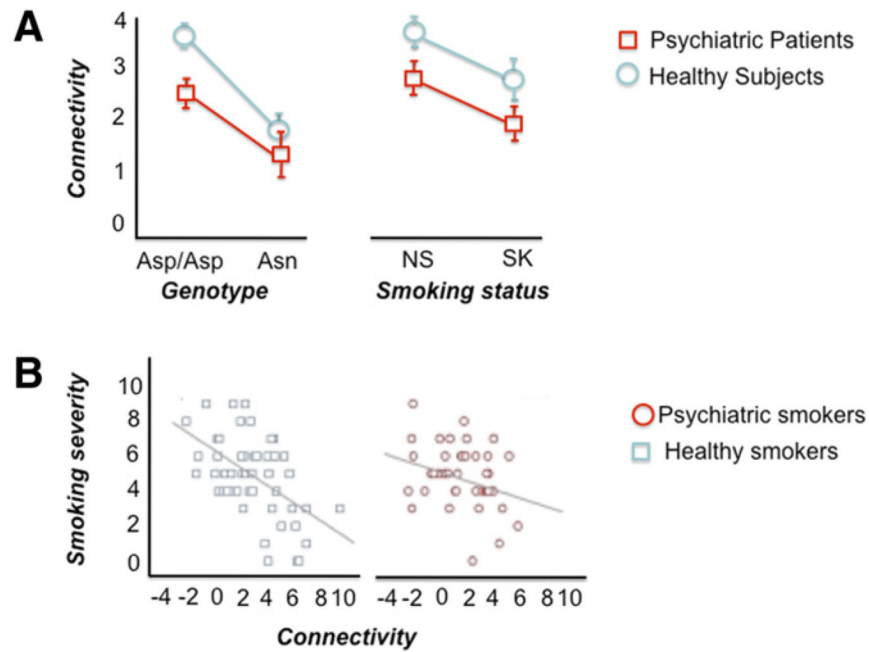 A
Connectivity
4
3
2
1
0
Asp/Asp Asn
Genotype
NS SK
Smoking status
Psychiatric Patients
Healthy Subjects
B
Smoking severity
10
8
6
4
2
0
-4 -2 0 2 4 6 8 10
-4 -2 0 2 4 6 8 10
Connectivity
Psychiatric smokers
Healthy smokers